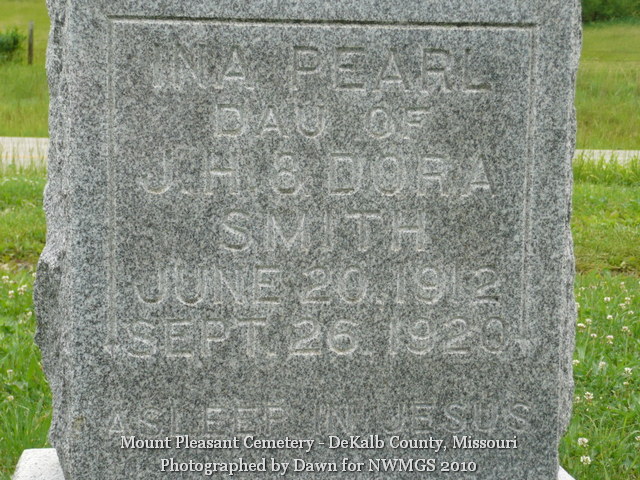 INA PEARL
DAU OF
J.H. & DORA
SMITH
JUNE 20. 1912
SEPT. 26. 1920
ASLEEP IN JESUS
Mount Pleasant Cemetery - DeKalb County, Missouri
Photographed by Dawn for NWMGS 2010